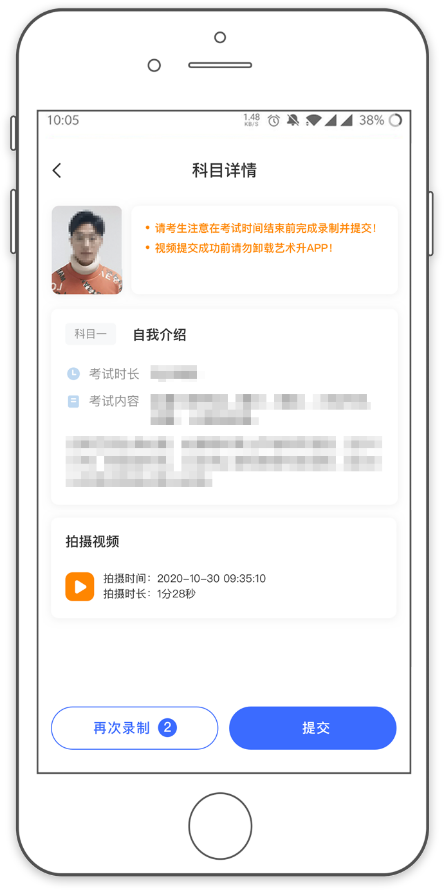 10:05
1.48
38%
科目详情
请考生注意在考试时间结束前完成录制并提交！
视频提交成功前请勿卸载艺术升APP！
科目一 自我介绍
考试时长
考试内容
拍摄视频
拍摄时间：2020-10-30 09:35:10
拍摄时长：1分28秒
再次录制 2
提交